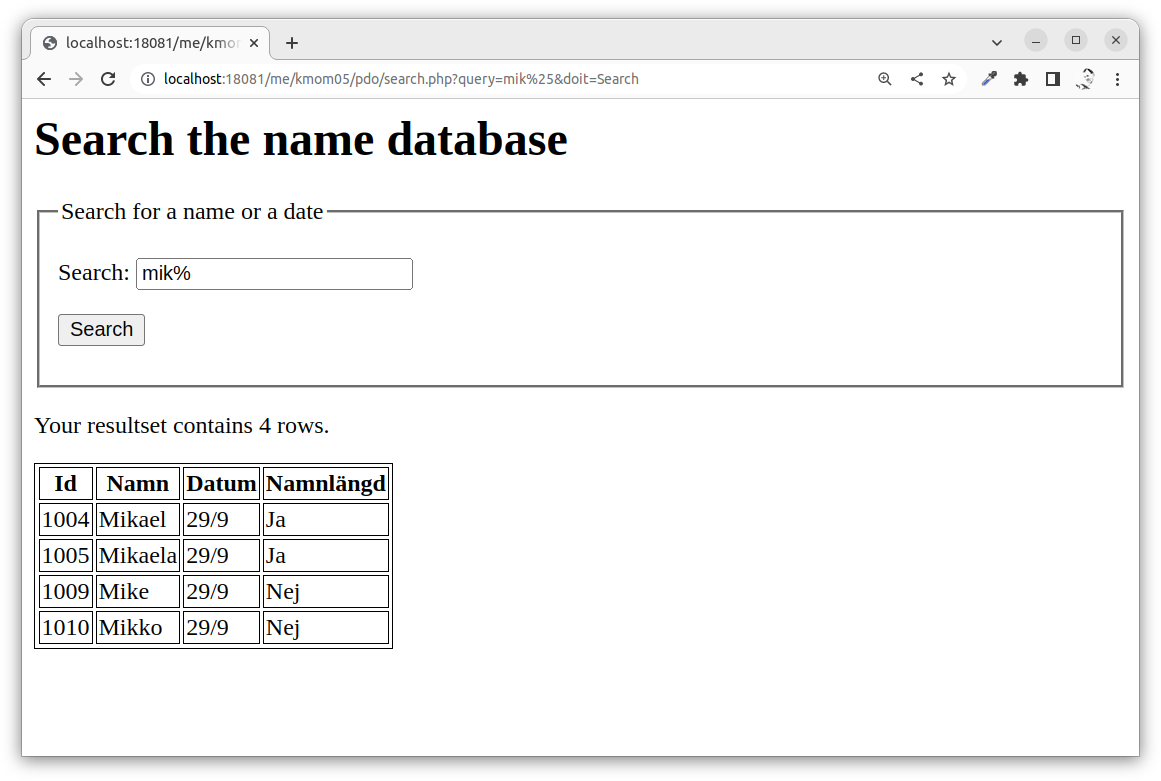 localhost:18081/me/kmom
localhost:18081/me/kmom05/pdo/search.php?query=mik%25&doit=Search
Search the name database
Search for a name or a date
Search: mik%
Search
Your resultset contains 4 rows.
Id Namn Datum Namnlängd
1004 Mikael 29/9 Ja
1005 Mikaela 29/9 Ja
1009 Mike 29/9 Nej
1010 Mikko 29/9 Nej